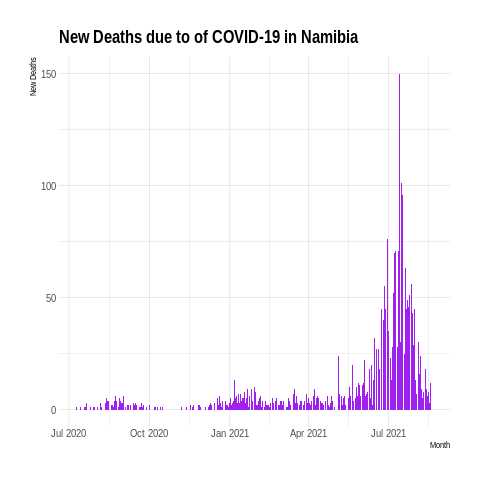 New Deaths due to of COVID-19 in Namibia
New Deaths
150
100
50
0
Jul 2020 Oct 2020 Jan 2021 Apr 2021 Jul 2021
Month